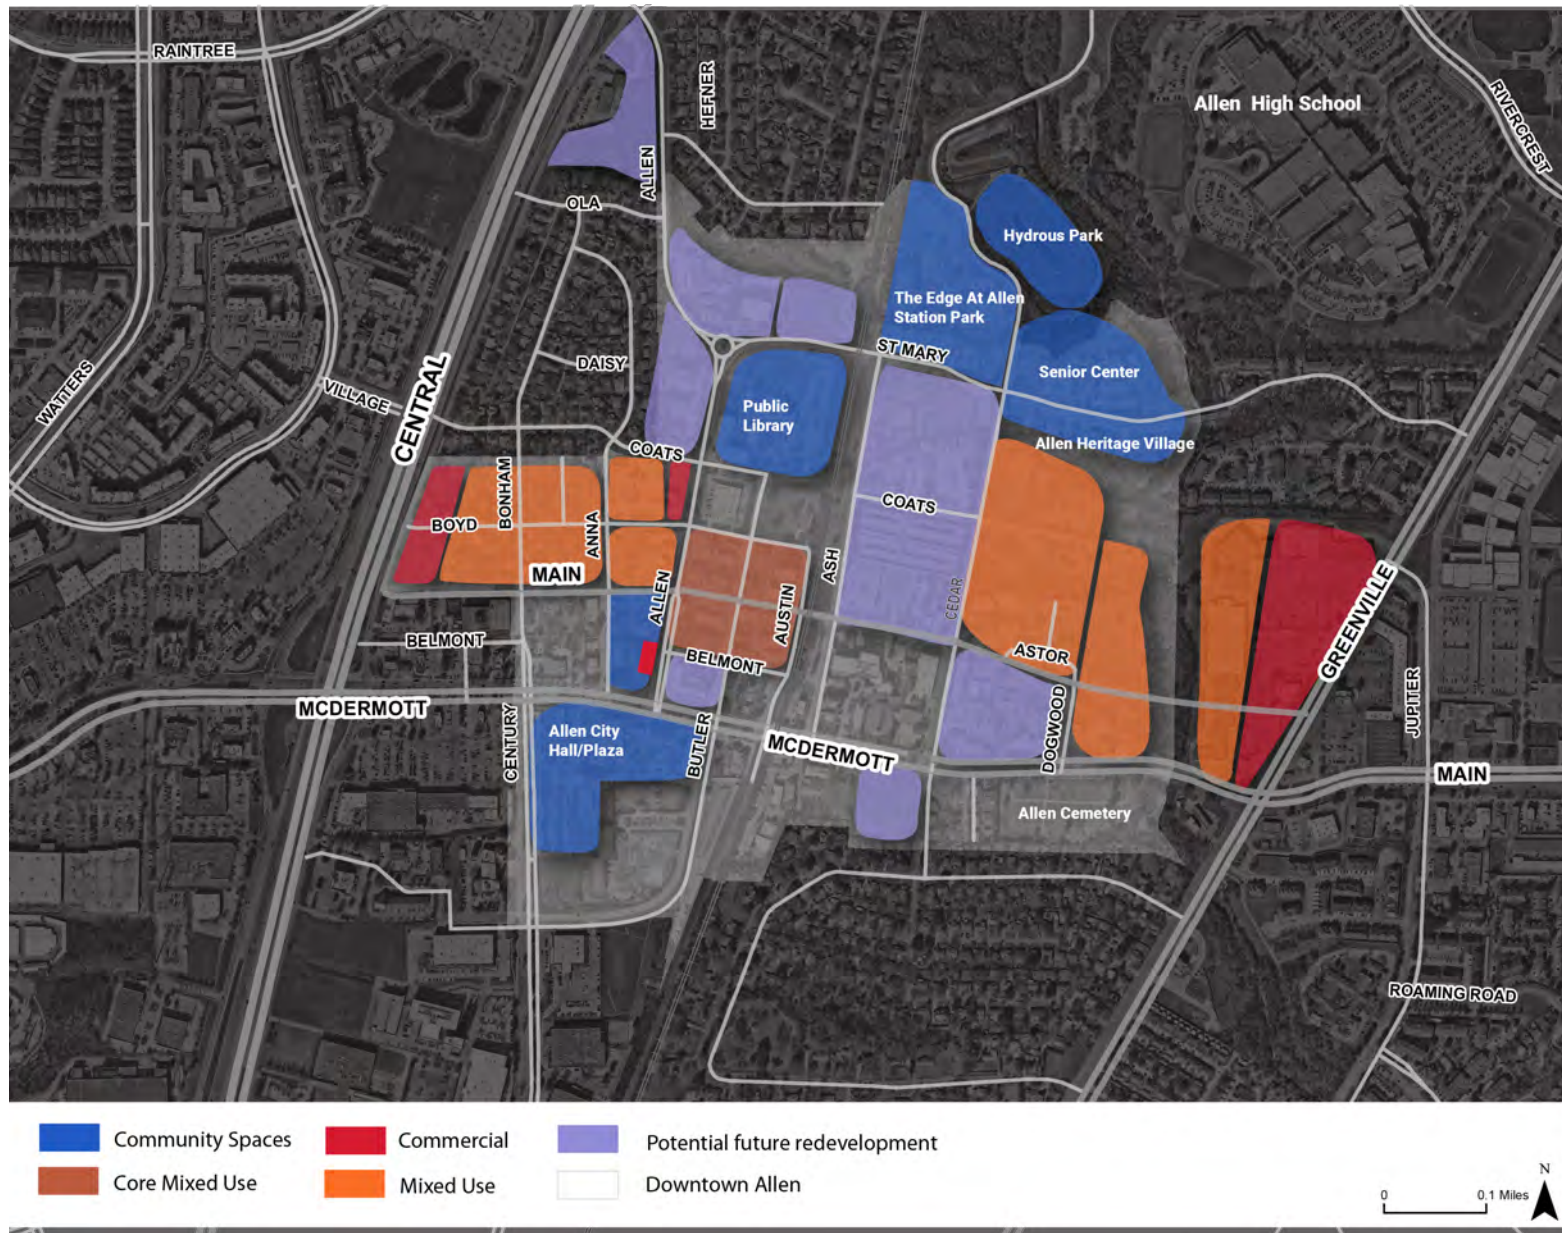 RAINTREE
HEFNER
Allen High School
RIVERCREST
ALLEN
OLA
Hydrous Park
The Edge At Allen
Station Park
ST MARY
DAISY
Senior Center
WATTERS
VILLAGE
CENTRAL
Public
Library
Allen Heritage Village
COATS
BONHAM
COATS
BOYD
ANNA
MAIN
ASH
ALLEN
AUSTIN
CEDAR
GREENVILLE
BELMONT
BELMONT
ASTOR
JUPITER
MCDERMOTT
CENTURY
Allen City
Hall/Plaza
BUTLER
MCDERMOTT
DOGWOOD
MAIN
Allen Cemetery
ROAMING ROAD
Community Spaces
Commercial
Potential future redevelopment
Core Mixed Use
Mixed Use
Downtown Allen
N
0
0.1 Miles